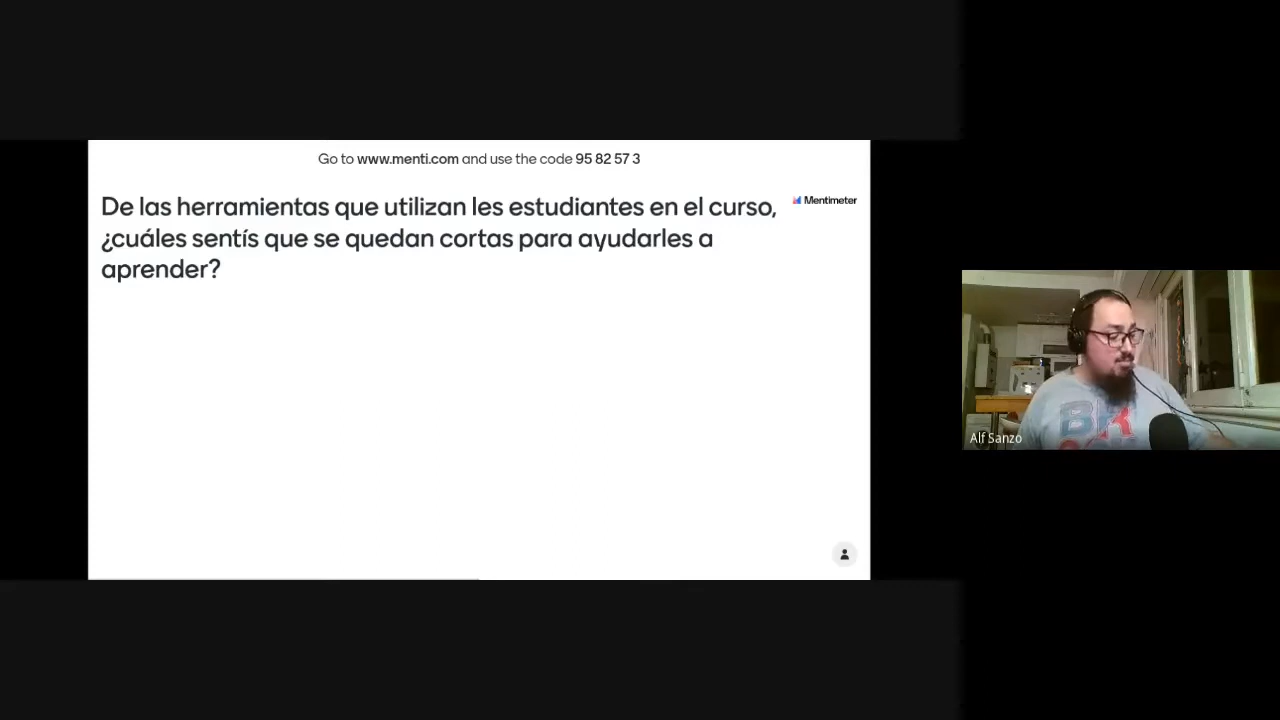 Go to www.menti.com and use the code 95 82 57 3
De las herramientas que utilizan les estudiantes en el curso,
¿cuáles sentís que se quedan cortas para ayudarles a
aprender?
Mentimeter
Alf Sanzo